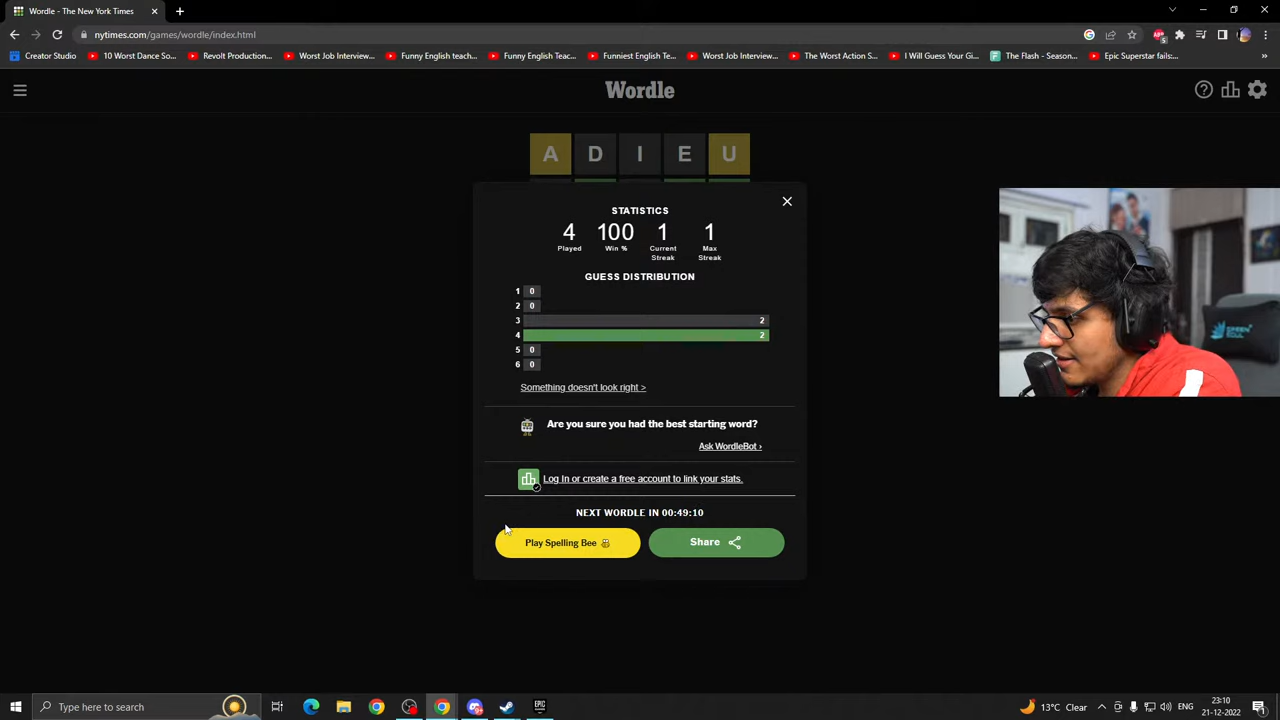 Wordle - The New York Times
nytimes.com/games/wordle/index.html
Creator Studio
10 Worst Dance So...
Revolt Production...
Worst Job Interview...
Funny English teach...
Funny English Tea...
Funniest English Te...
Worst Job Interview...
The Worst Action S...
I Will Guess Your Gi...
The Flash - Season...
Epic Superstar fails:...
Wordle
A D I E U
STATISTICS
4 100 1 1
Played Win % Current Streak Max Streak
GUESS DISTRIBUTION
1 0
2 0
3 2
4 2
5 0
6 0
Something doesn't look right >
Are you sure you had the best starting word?
Ask WordleBot ›
Log In or create a free account to link your stats.
NEXT WORDLE IN 00:49:10
Play Spelling Bee
Share
Type here to search
EPIC
13°C Clear
ENG
23:10
21-12-2022